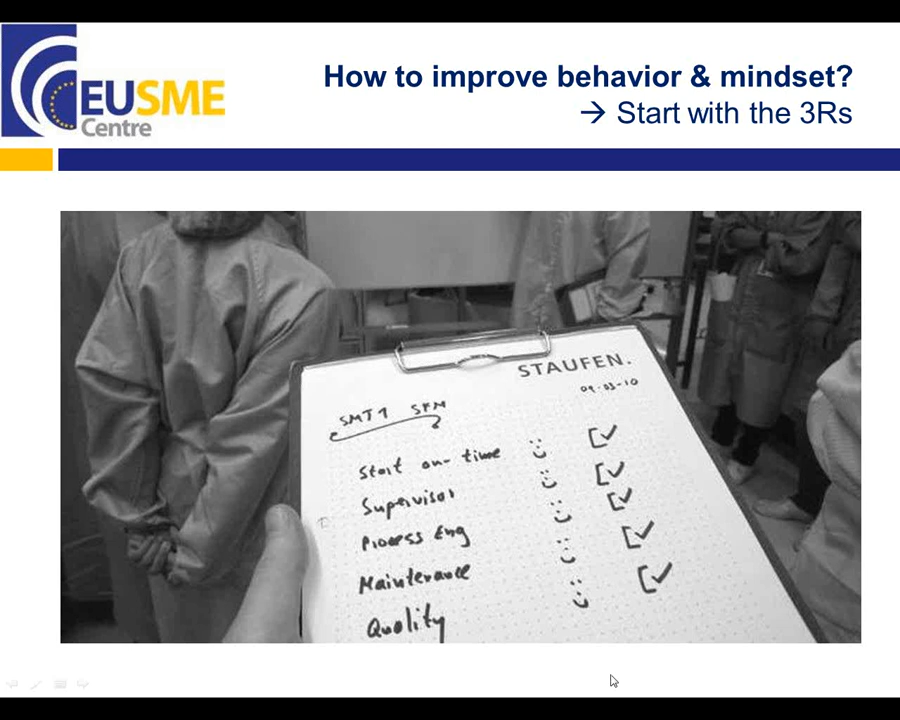 EUSME
Centre
How to improve behavior & mindset?
→ Start with the 3Rs
STAUFEN.
09-03-10
SMT1 SFM
Start on-time
Supervisor
Process Eng
Maintenance
Quality